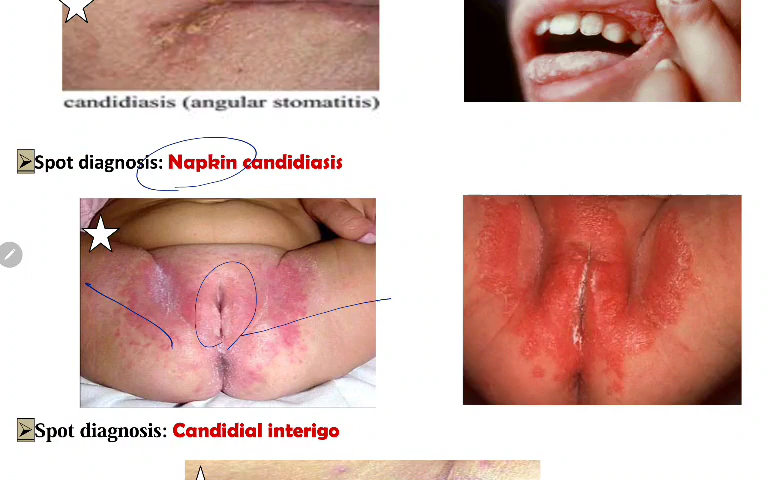 candidiasis (angular stomatitis)
Spot diagnosis: Napkin candidiasis
Spot diagnosis: Candidial interigo